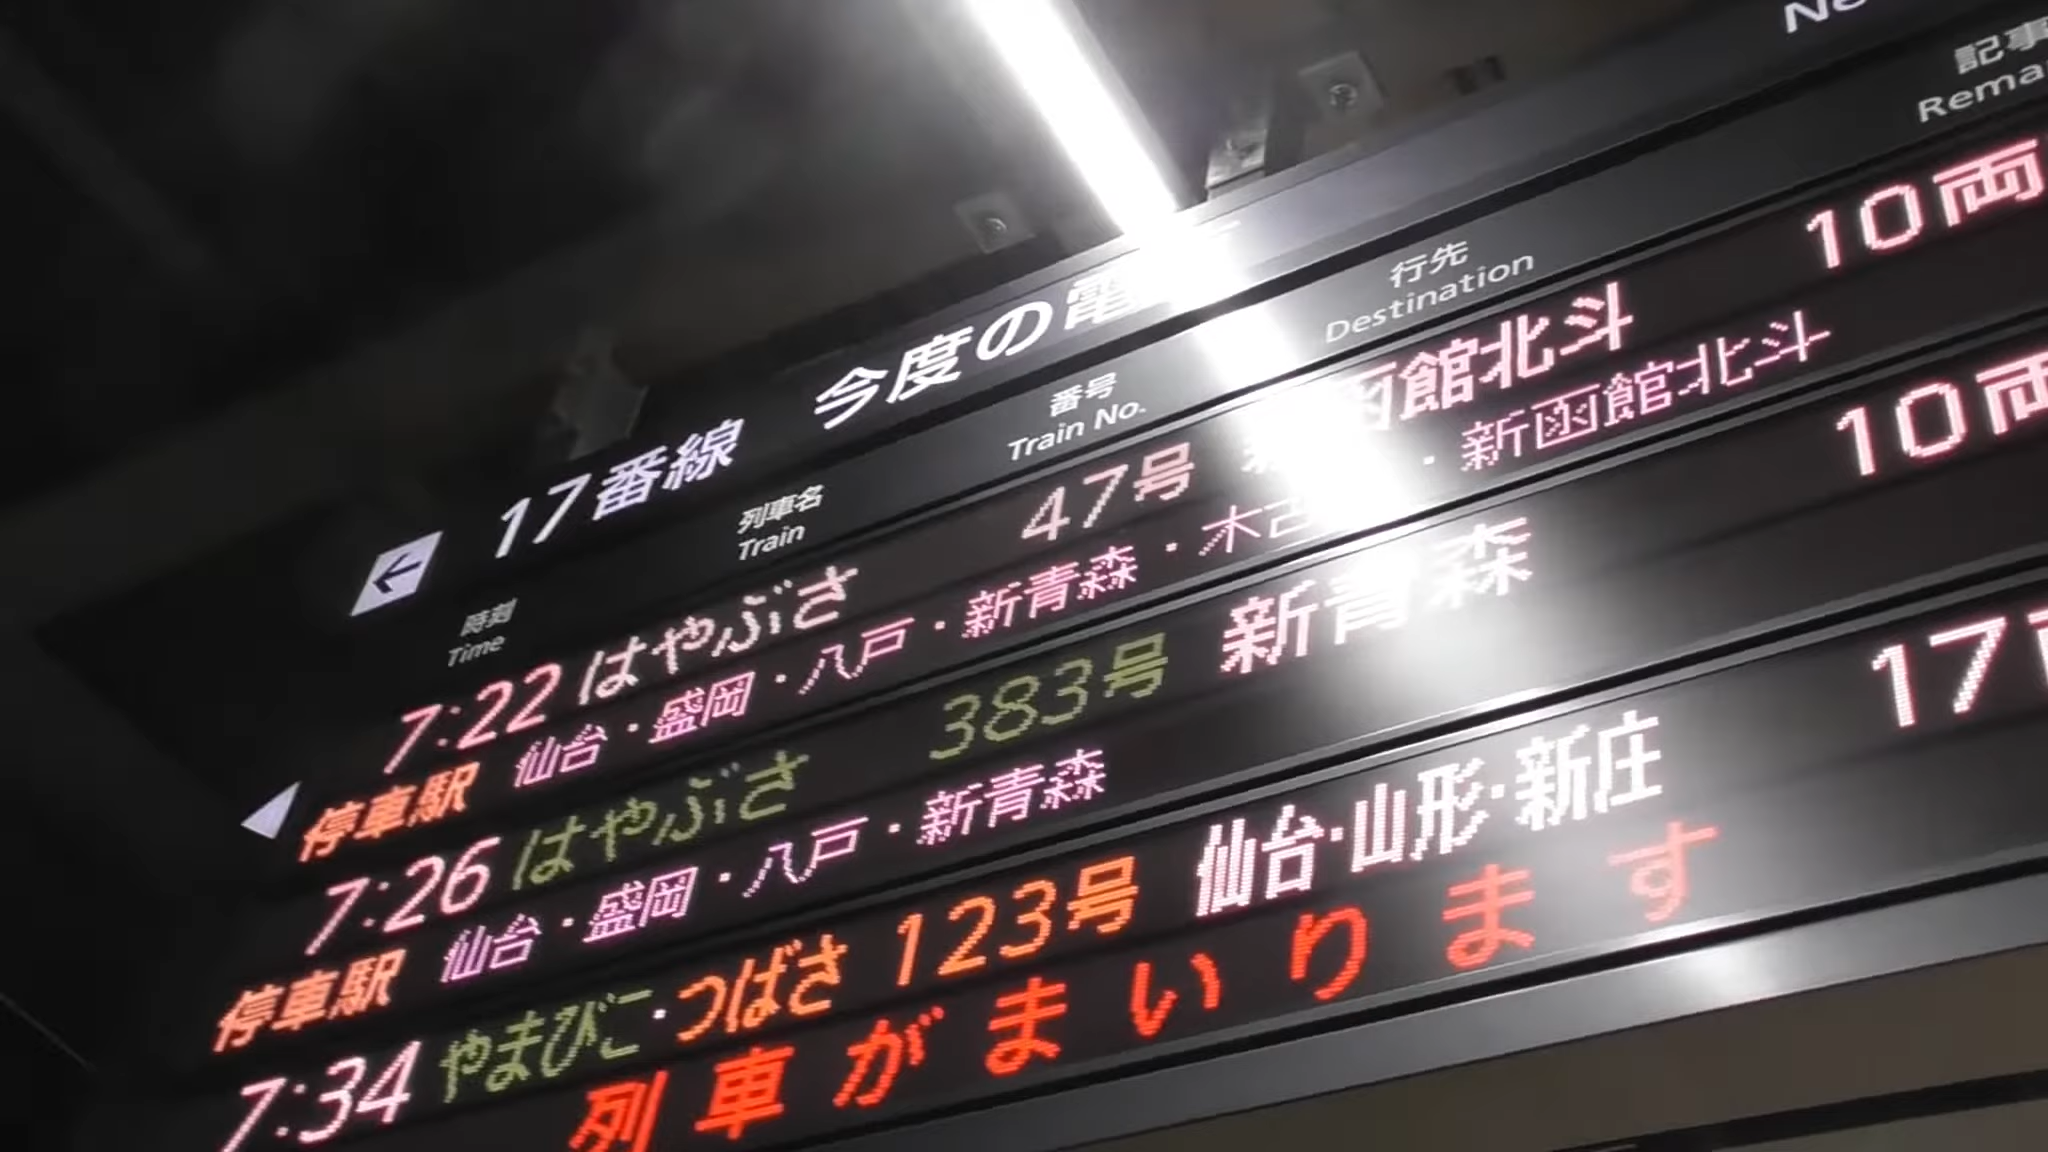 17番線 今度の電
時刻 列車名 番号 行先 記事
Time Train Train No. Destination
7:22 はやぶさ 47号 函館北斗 10両
停車駅 仙台・盛岡・八戸・新青森・木古 ・新函館北斗
7:26 はやぶさ 383号 新青森 10両
停車駅 仙台・盛岡・八戸・新青森
7:34 やまびこ・つばさ 123号 仙台・山形・新庄 17
列車がまいります